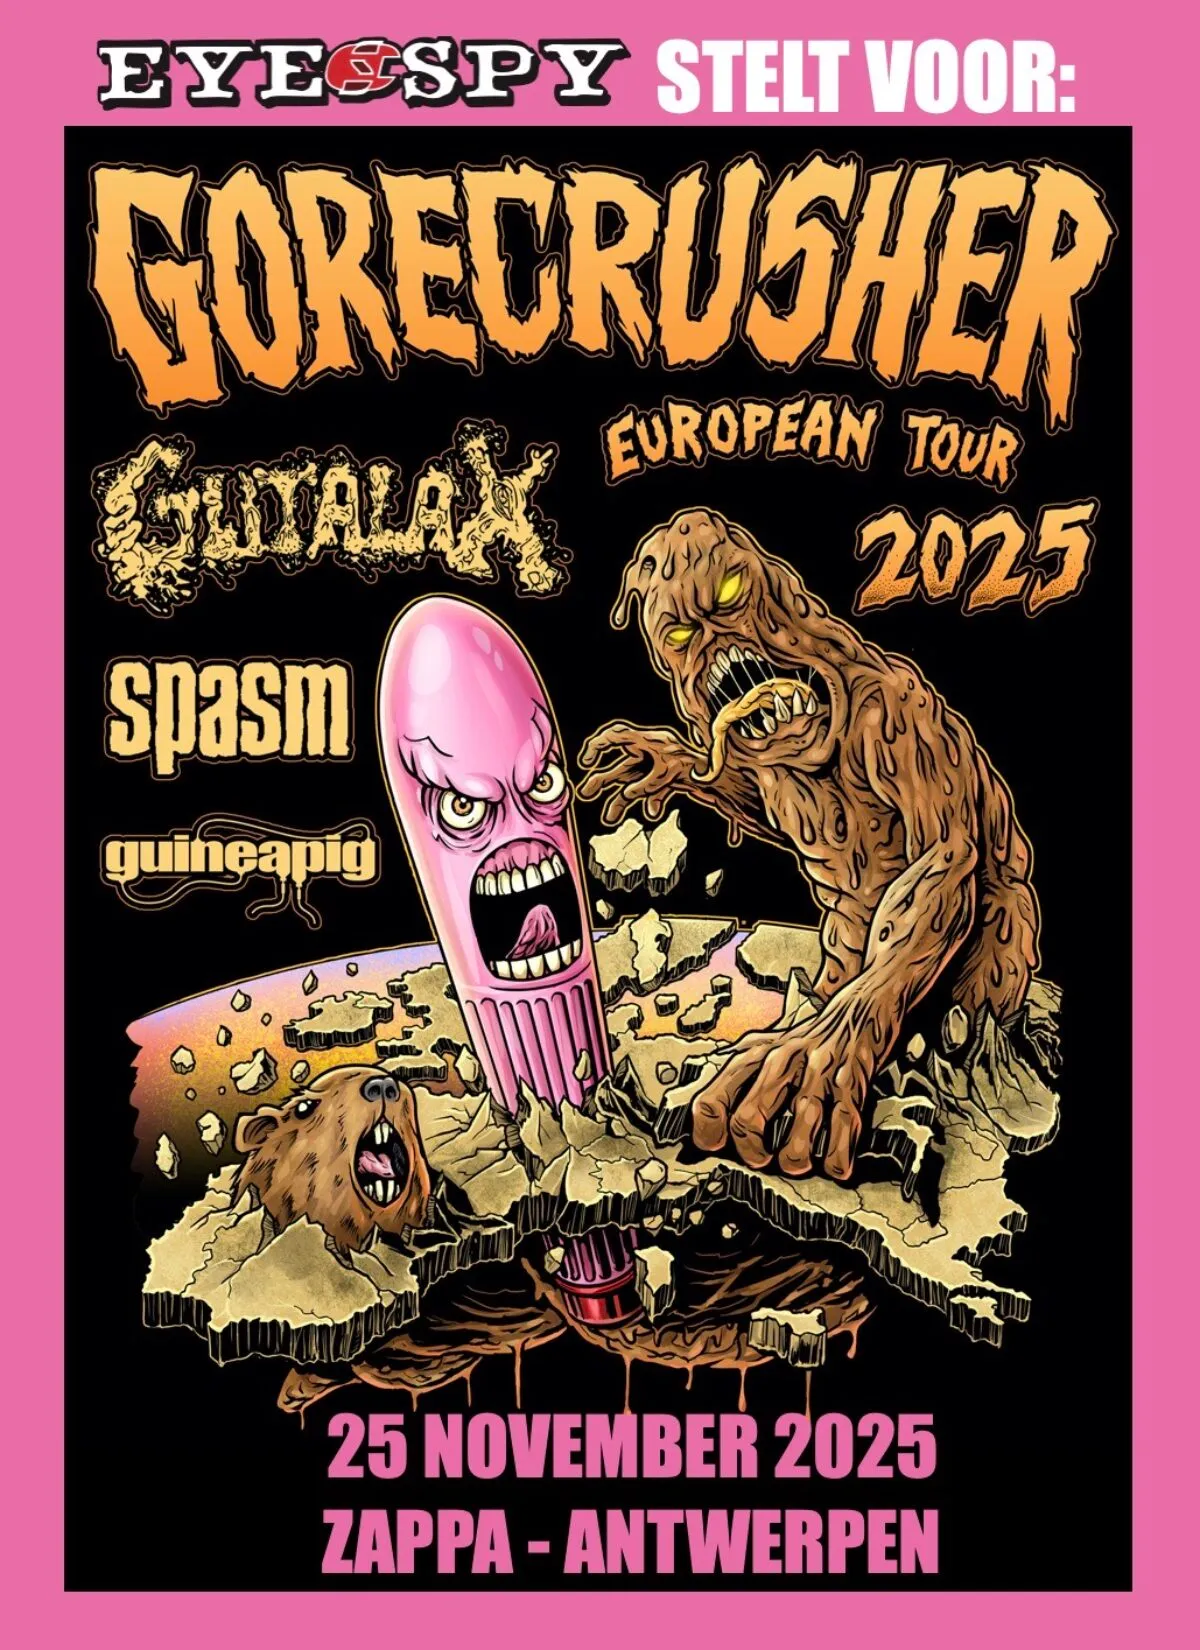 EYE SPY STELT VOOR:
GORECRUSHER
EUROPEAN TOUR
2025
GUTALAX
spasm
guineapig
25 NOVEMBER 2025
ZAPPA - ANTWERPEN